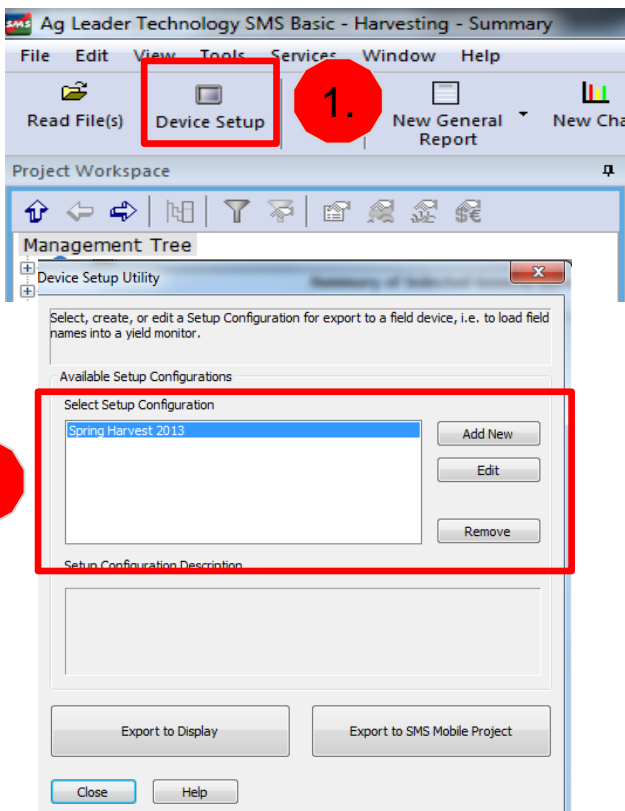 sms Ag Leader Technology SMS Basic - Harvesting - Summary
File Edit View Tools Services Window Help
Read File(s) Device Setup 1. New General Report New Cha
Project Workspace
$€
Management Tree
Device Setup Utility
Select, create, or edit a Setup Configuration for export to a field device, i.e. to load field
names into a yield monitor.
Available Setup Configurations
Select Setup Configuration
Spring Harvest 2013
Add New
Edit
Remove
Setup Configuration Description
Export to Display Export to SMS Mobile Project
Close Help